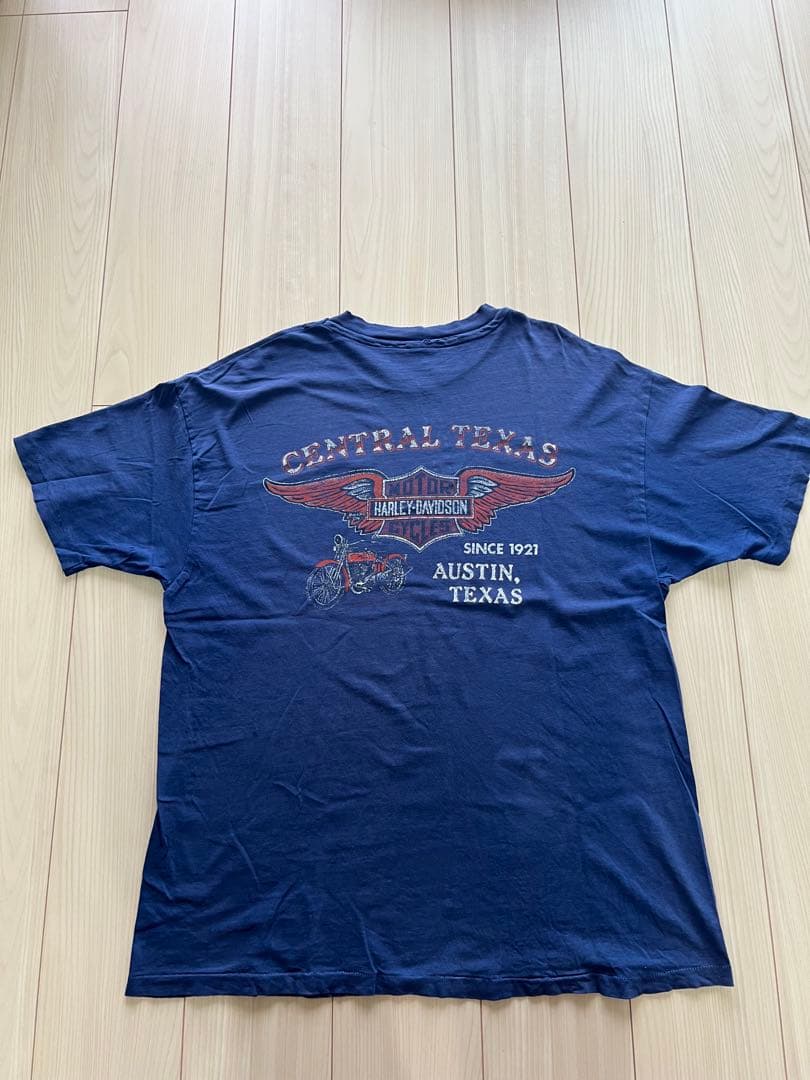 CENTRAL TEXAS
MOTOR
HARLEY-DAVIDSON
CYCLES
SINCE 1921
AUSTIN,
TEXAS